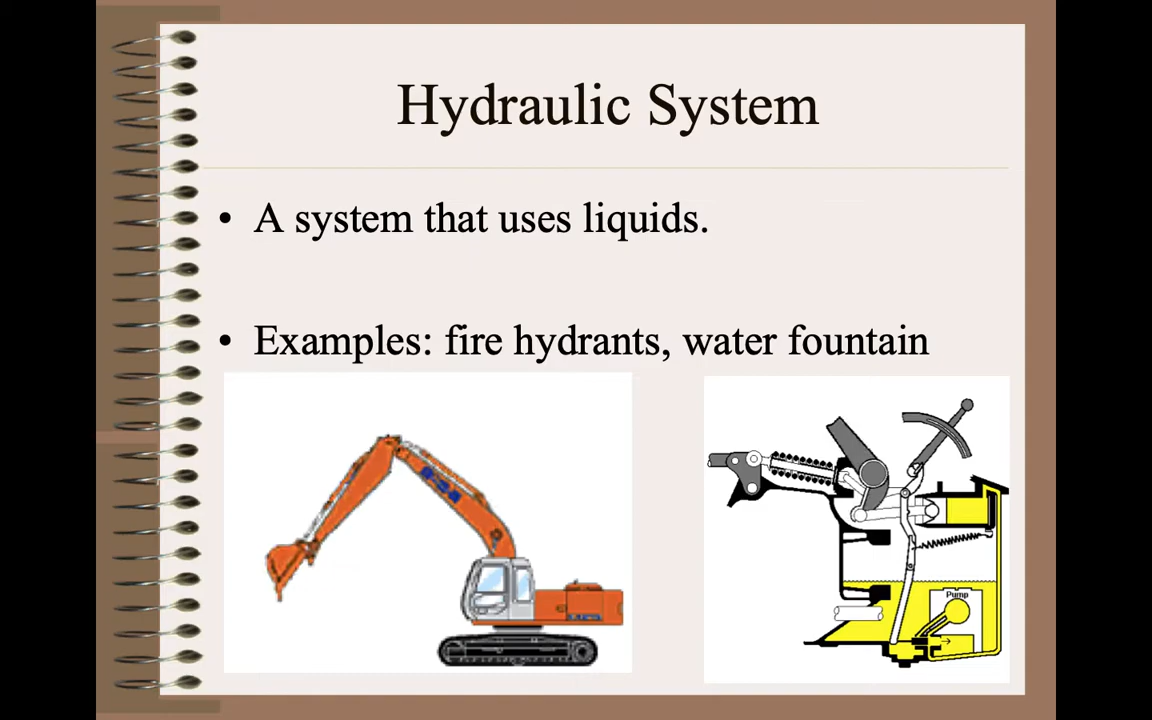 Hydraulic System
• A system that uses liquids.
• Examples: fire hydrants, water fountain
Pump